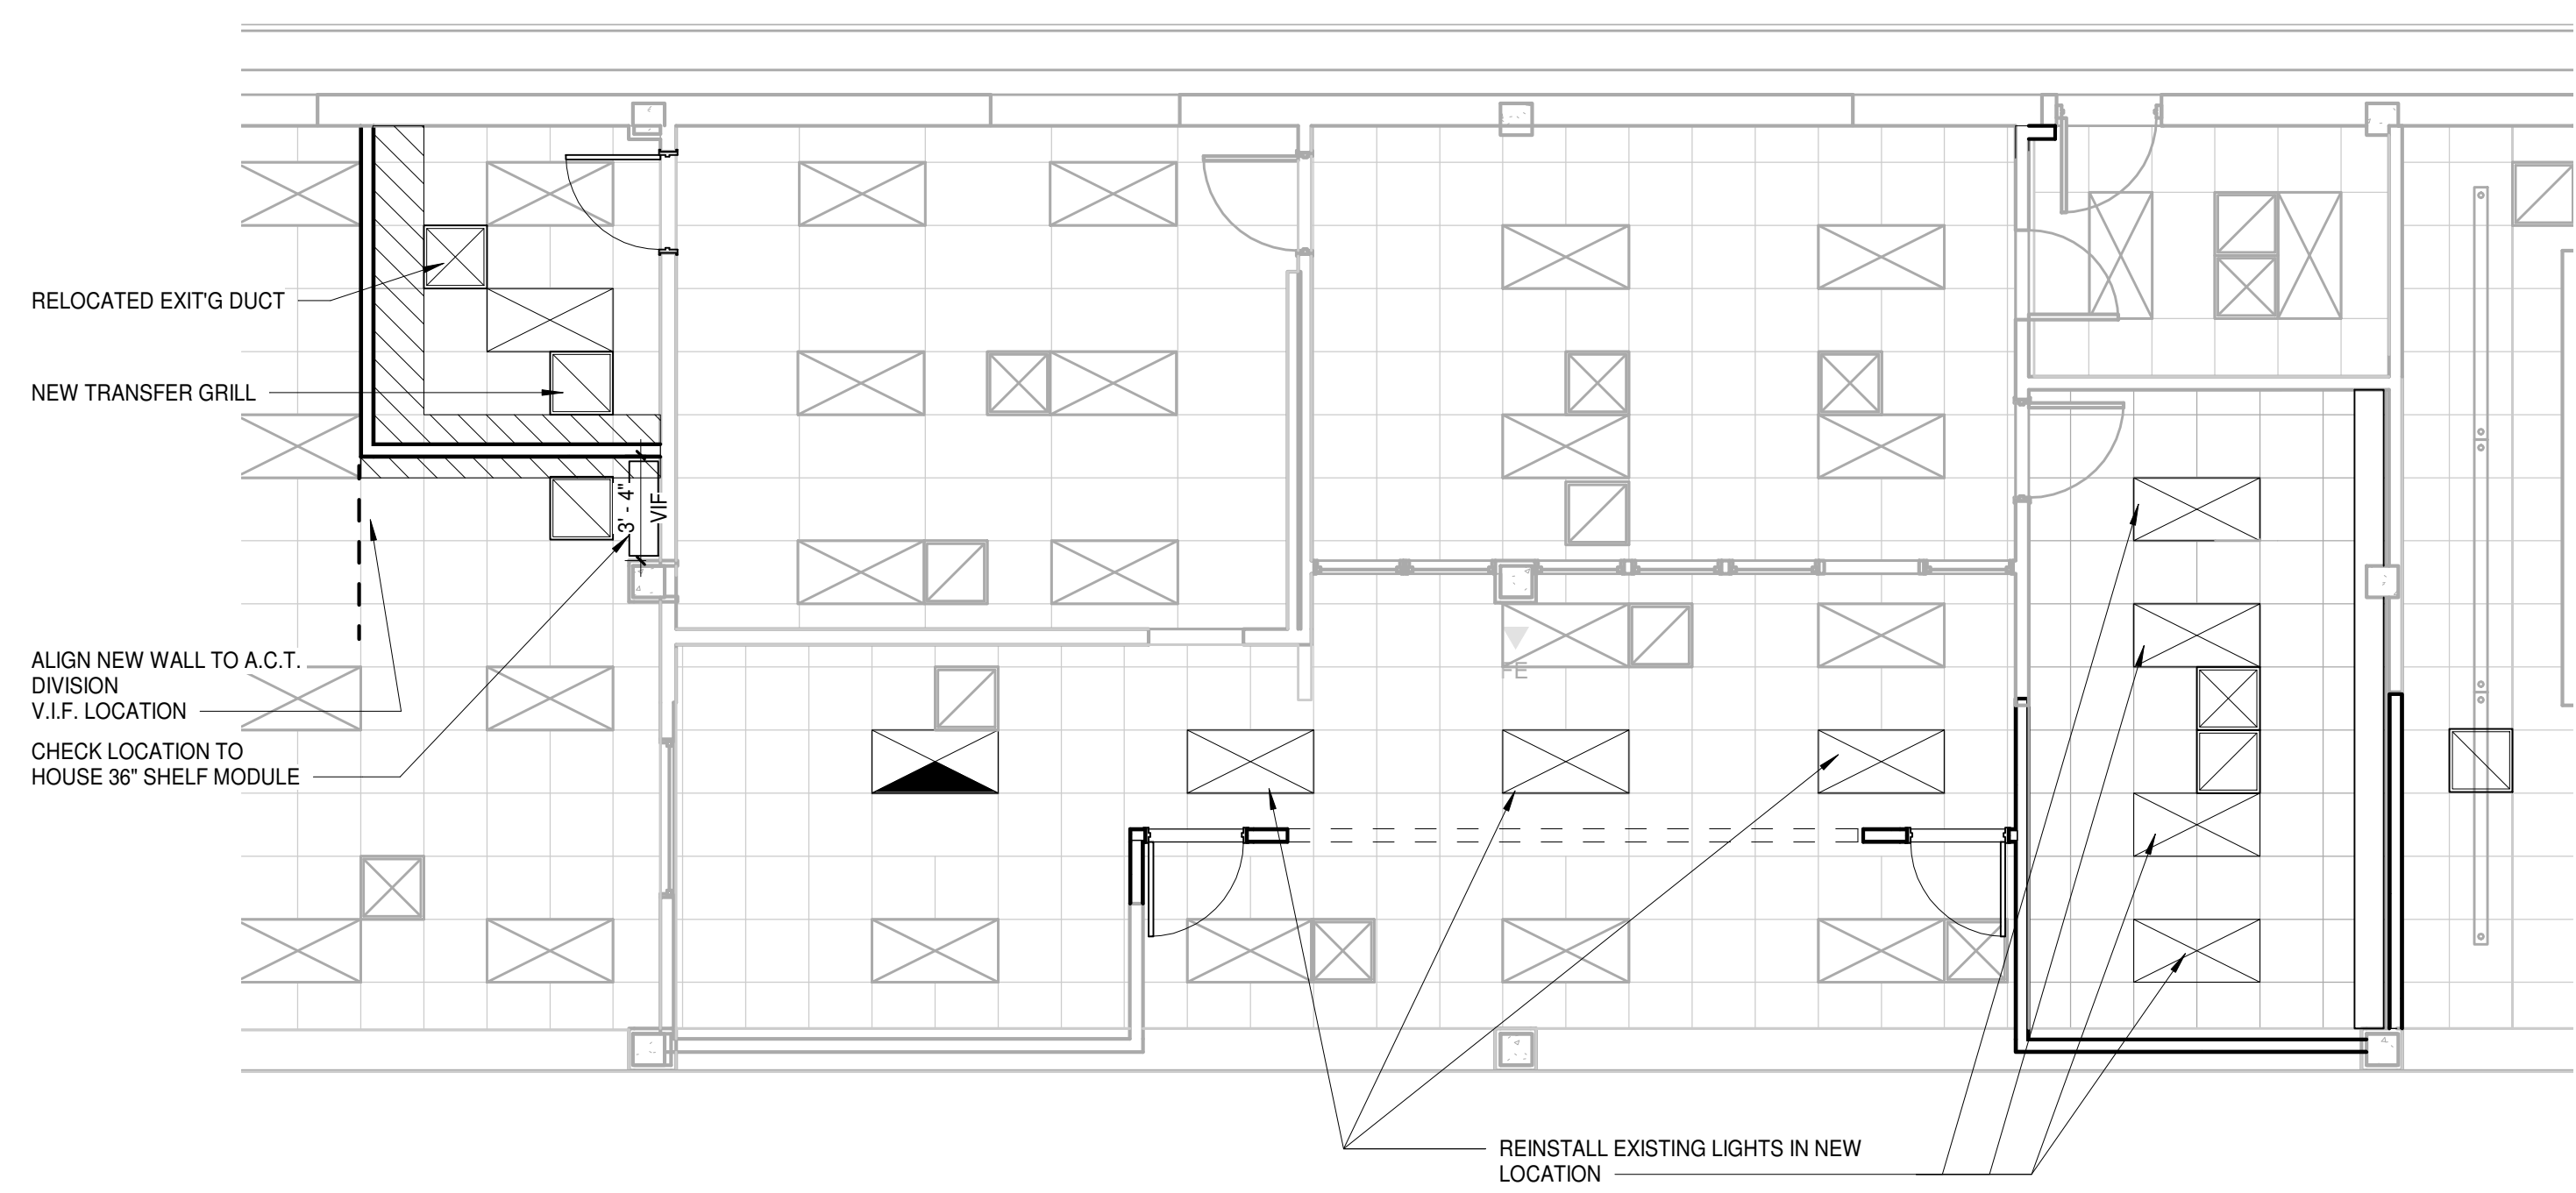 RELOCATED EXIT'G DUCT
NEW TRANSFER GRILL
3' - 4"
VIF
ALIGN NEW WALL TO A.C.T.
DIVISION
V.I.F. LOCATION
CHECK LOCATION TO
HOUSE 36" SHELF MODULE
FE
REINSTALL EXISTING LIGHTS IN NEW
LOCATION